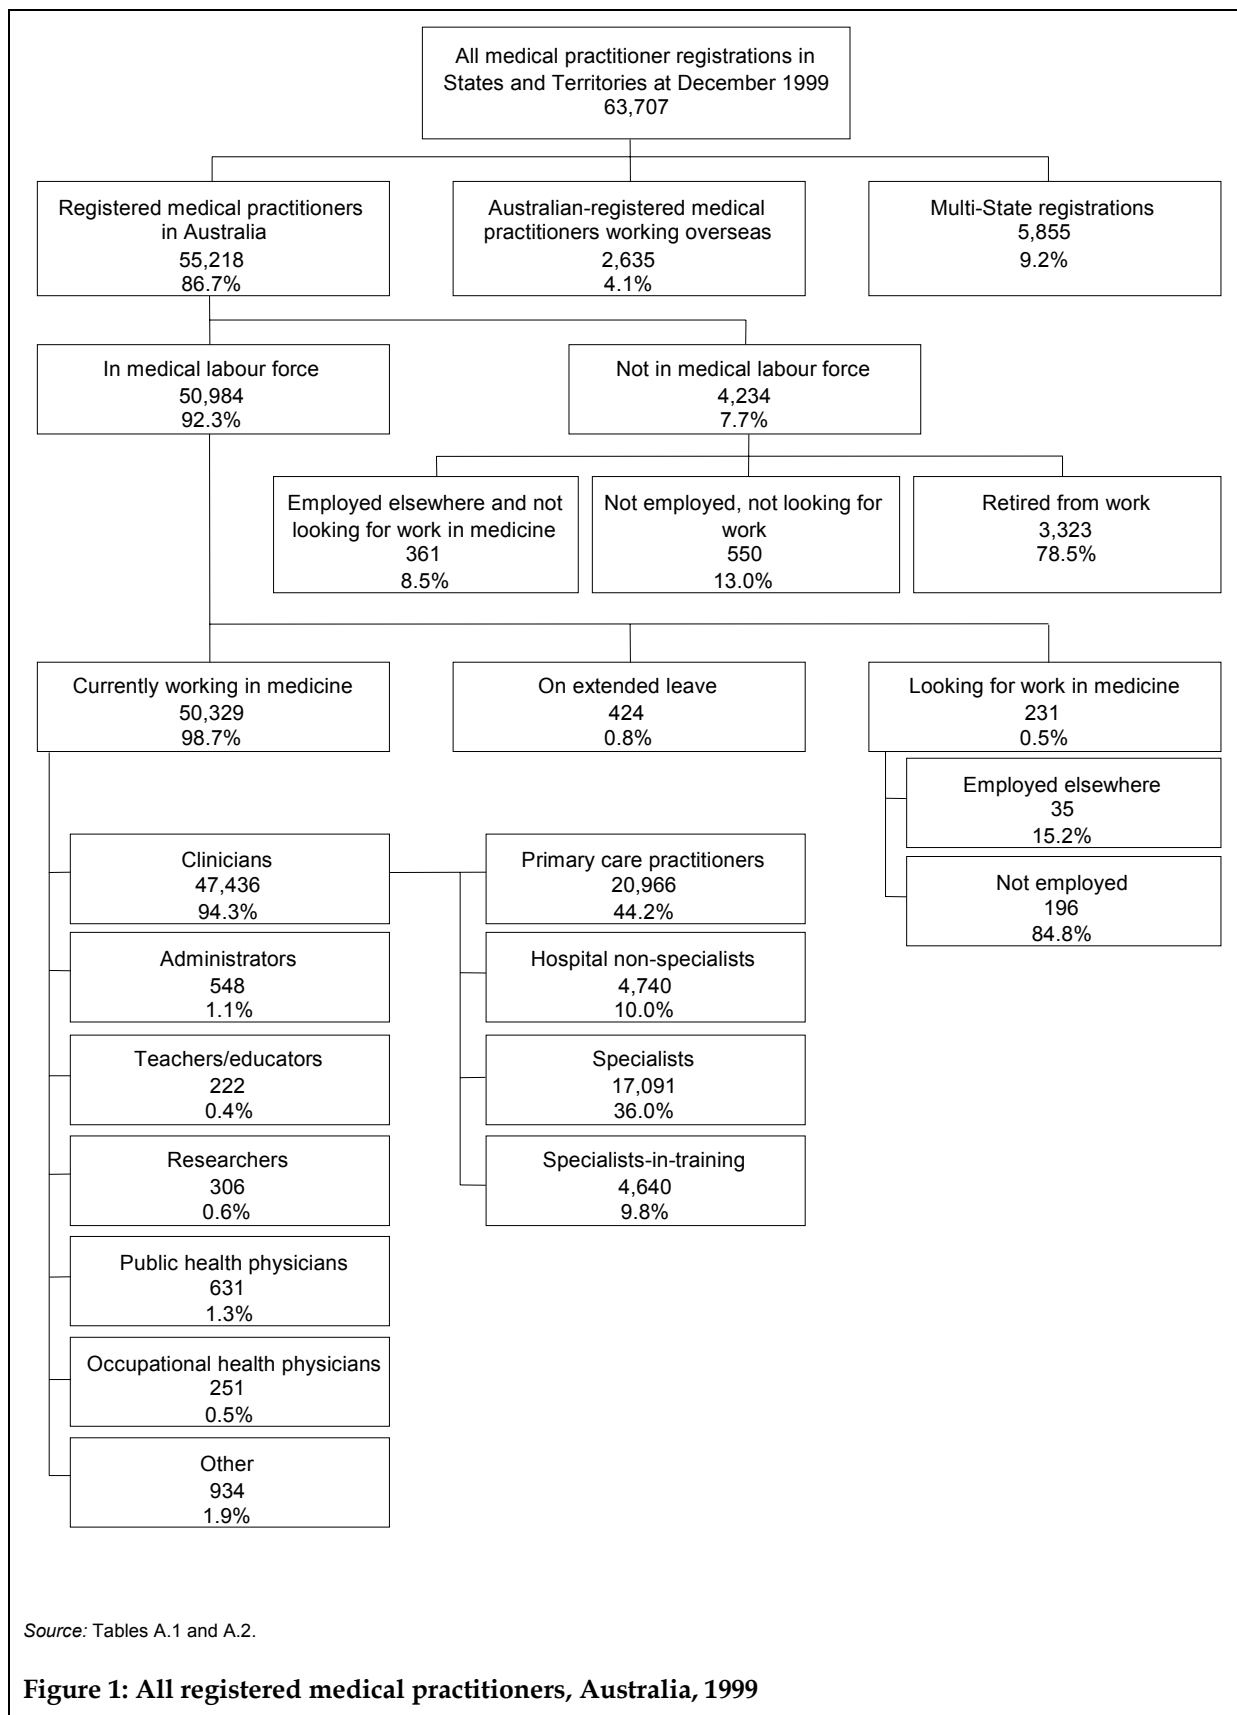 All medical practitioner registrations in
States and Territories at December 1999
63,707
Registered medical practitioners
in Australia
55,218
86.7%
Australian-registered medical
practitioners working overseas
2,635
4.1%
Multi-State registrations
5,855
9.2%
In medical labour force
50,984
92.3%
Not in medical labour force
4,234
7.7%
Employed elsewhere and not
looking for work in medicine
361
8.5%
Not employed, not looking for
work
550
13.0%
Retired from work
3,323
78.5%
Currently working in medicine
50,329
98.7%
On extended leave
424
0.8%
Looking for work in medicine
231
0.5%
Employed elsewhere
35
15.2%
Not employed
196
84.8%
Clinicians
47,436
94.3%
Administrators
548
1.1%
Teachers/educators
222
0.4%
Researchers
306
0.6%
Public health physicians
631
1.3%
Occupational health physicians
251
0.5%
Other
934
1.9%
Primary care practitioners
20,966
44.2%
Hospital non-specialists
4,740
10.0%
Specialists
17,091
36.0%
Specialists-in-training
4,640
9.8%
Source: Tables A.1 and A.2.
Figure 1: All registered medical practitioners, Australia, 1999